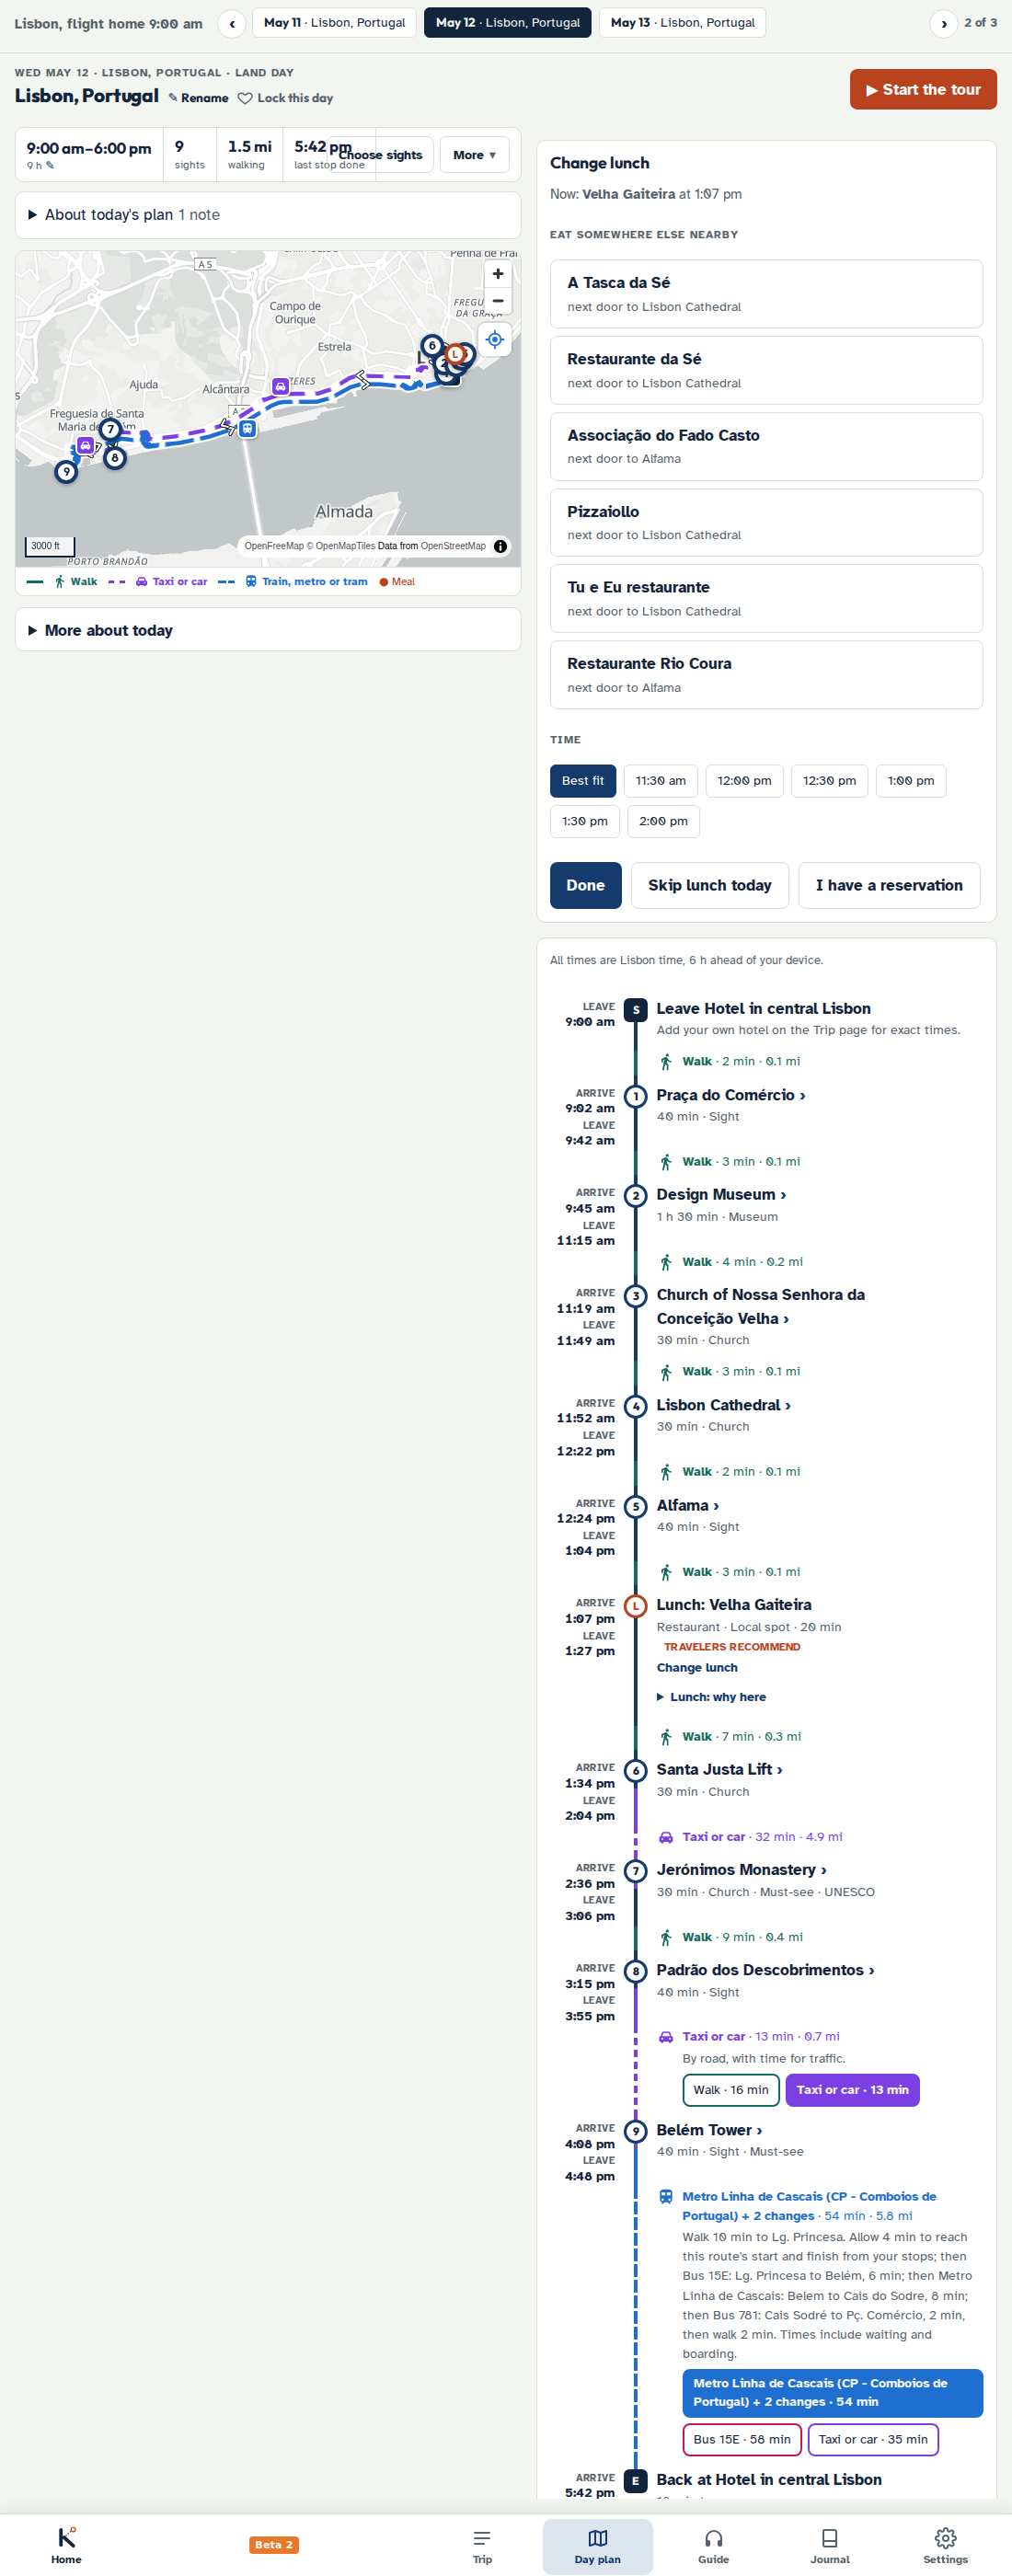 Lisbon, flight home 9:00 am
‹
May 11 · Lisbon, Portugal
May 12 · Lisbon, Portugal
May 13 · Lisbon, Portugal
›
2 of 3
WED MAY 12 · LISBON, PORTUGAL · LAND DAY
Lisbon, Portugal ✎ Rename Lock this day
▶ Start the tour
9:00 am–6:00 pm
9 h ✎
9
sights
1.5 mi
walking
5:42 pm
last stop done
Choose sights
More ▾
▶ About today's plan 1 note
A 5
Penha de Fra
Campo de
Ourique
FREGU
DA GRAÇA
Estrela
Ajuda
Alcântara
Freguesia de Santa
Almada
PORTO BRANDÃO
6
L
7
8
9
+
−
3000 ft
OpenFreeMap © OpenMapTiles Data from OpenStreetMap
Walk
Taxi or car
Train, metro or tram
Meal
▶ More about today
Change lunch
Now: Velha Gaiteira at 1:07 pm
EAT SOMEWHERE ELSE NEARBY
A Tasca da Sé
next door to Lisbon Cathedral
Restaurante da Sé
next door to Lisbon Cathedral
Associação do Fado Casto
next door to Alfama
Pizzaiollo
next door to Lisbon Cathedral
Tu e Eu restaurante
next door to Lisbon Cathedral
Restaurante Rio Coura
next door to Alfama
TIME
Best fit
11:30 am
12:00 pm
12:30 pm
1:00 pm
1:30 pm
2:00 pm
Done
Skip lunch today
I have a reservation
All times are Lisbon time, 6 h ahead of your device.
LEAVE
9:00 am
S
Leave Hotel in central Lisbon
Add your own hotel on the Trip page for exact times.
Walk · 2 min · 0.1 mi
ARRIVE
9:02 am
LEAVE
9:42 am
1
Praça do Comércio ›
40 min · Sight
Walk · 3 min · 0.1 mi
ARRIVE
9:45 am
LEAVE
11:15 am
2
Design Museum ›
1 h 30 min · Museum
Walk · 4 min · 0.2 mi
ARRIVE
11:19 am
LEAVE
11:49 am
3
Church of Nossa Senhora da
Conceição Velha ›
30 min · Church
Walk · 3 min · 0.1 mi
ARRIVE
11:52 am
LEAVE
12:22 pm
4
Lisbon Cathedral ›
30 min · Church
Walk · 2 min · 0.1 mi
ARRIVE
12:24 pm
LEAVE
1:04 pm
5
Alfama ›
40 min · Sight
Walk · 3 min · 0.1 mi
ARRIVE
1:07 pm
LEAVE
1:27 pm
L
Lunch: Velha Gaiteira
Restaurant · Local spot · 20 min
TRAVELERS RECOMMEND
Change lunch
▶ Lunch: why here
Walk · 7 min · 0.3 mi
ARRIVE
1:34 pm
LEAVE
2:04 pm
6
Santa Justa Lift ›
30 min · Church
Taxi or car · 32 min · 4.9 mi
ARRIVE
2:36 pm
LEAVE
3:06 pm
7
Jerónimos Monastery ›
30 min · Church · Must-see · UNESCO
Walk · 9 min · 0.4 mi
ARRIVE
3:15 pm
LEAVE
3:55 pm
8
Padrão dos Descobrimentos ›
40 min · Sight
Taxi or car · 13 min · 0.7 mi
By road, with time for traffic.
Walk · 16 min
Taxi or car · 13 min
ARRIVE
4:08 pm
LEAVE
4:48 pm
9
Belém Tower ›
40 min · Sight · Must-see
Metro Linha de Cascais (CP - Comboios de
Portugal) + 2 changes · 54 min · 5.8 mi
Walk 10 min to Lg. Princesa. Allow 4 min to reach
this route's start and finish from your stops; then
Bus 15E: Lg. Princesa to Belém, 6 min; then Metro
Linha de Cascais: Belem to Cais do Sodre, 8 min;
then Bus 781: Cais Sodré to Pç. Comércio, 2 min,
then walk 2 min. Times include waiting and
boarding.
Metro Linha de Cascais (CP - Comboios de
Portugal) + 2 changes · 54 min
Bus 15E · 58 min
Taxi or car · 35 min
ARRIVE
5:42 pm
E
Back at Hotel in central Lisbon
Home
Beta 2
Trip
Day plan
Guide
Journal
Settings